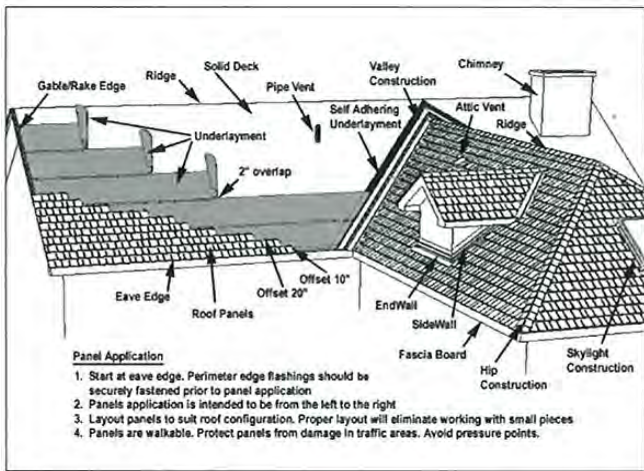 Ridge
Solid Deck
Gable/Rake Edge
Pipe Vent
Valley
Construction
Chimney
Attic Vent
Self Adhering
Underlayment
Ridge
Underlayment
2" overlap
Offset 10"
Offset 20"
Eave Edge
Roof Panels
EndWall
SideWall
Fascia Board
Hip
Construction
Skylight
Construction
Panel Application
1. Start at eave edge. Perimeter edge flashings should be
securely fastened prior to panel application
2. Panels application is intended to be from the left to the right
3. Layout panels to suit roof configuration. Proper layout will eliminate working with small pieces
4. Panels are walkable. Protect panels from damage in traffic areas. Avoid pressure points.